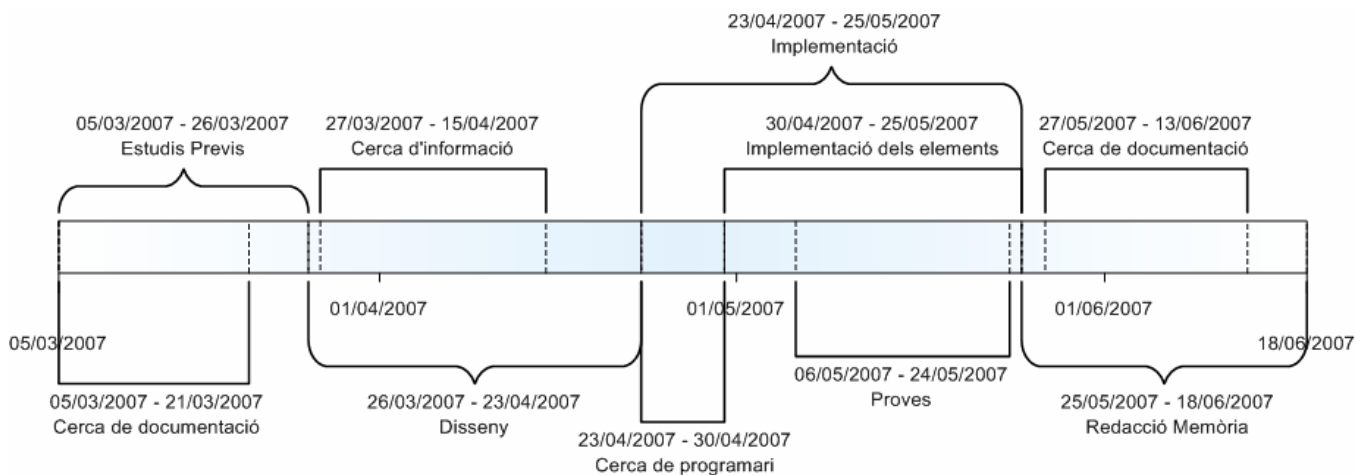 23/04/2007 - 25/05/2007
Implementació
05/03/2007 - 26/03/2007
Estudis Previs
27/03/2007 - 15/04/2007
Cerca d'informació
30/04/2007 - 25/05/2007
Implementació dels elements
27/05/2007 - 13/06/2007
Cerca de documentació
01/04/2007
01/05/2007
01/06/2007
05/03/2007
18/06/2007
05/03/2007 - 21/03/2007
Cerca de documentació
26/03/2007 - 23/04/2007
Disseny
23/04/2007 - 30/04/2007
Cerca de programari
06/05/2007 - 24/05/2007
Proves
25/05/2007 - 18/06/2007
Redacció Memòria